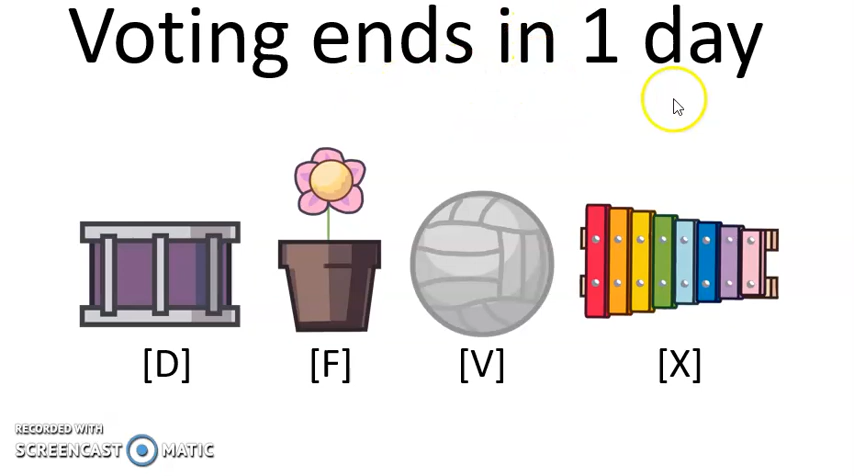 Voting ends in 1 day
[D] [F] [V] [X]
RECORDED WITH
SCREENCAST MATIC